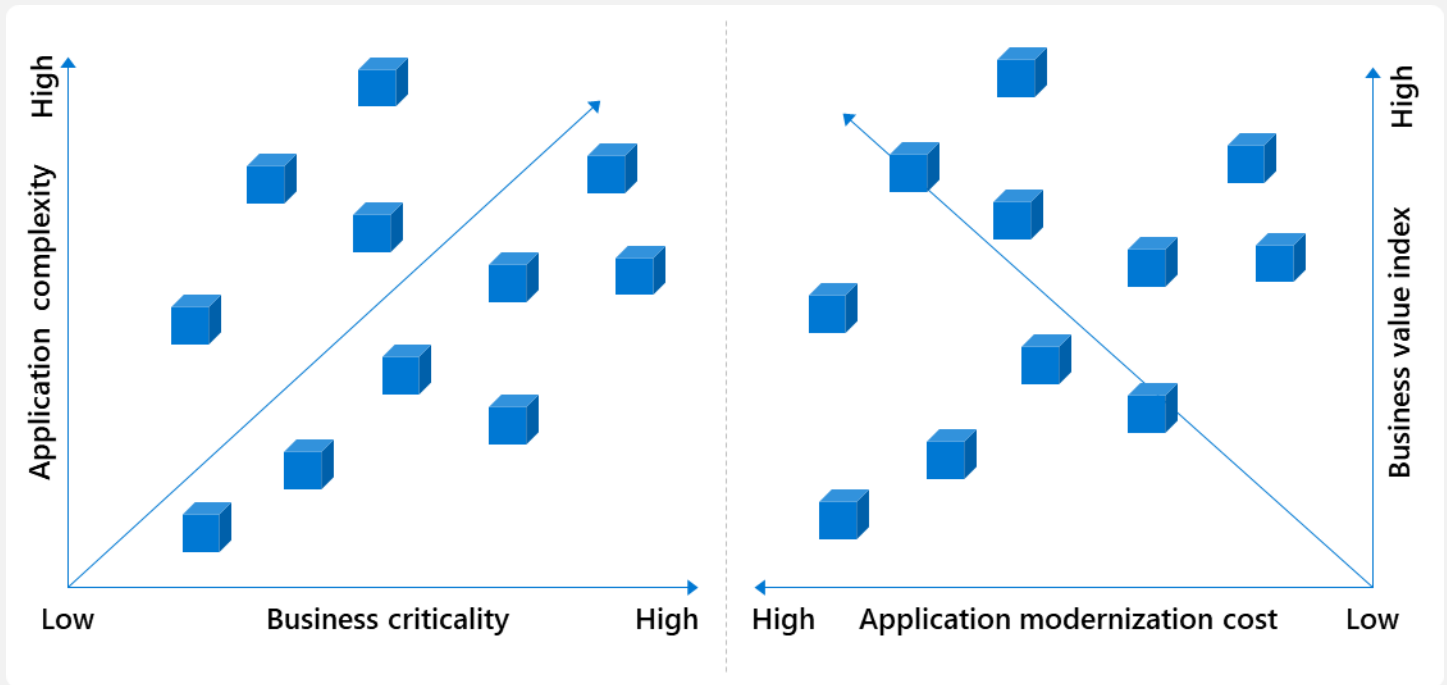 High
Application complexity
Low
Business criticality
High
High
Business value index
High
Application modernization cost
Low